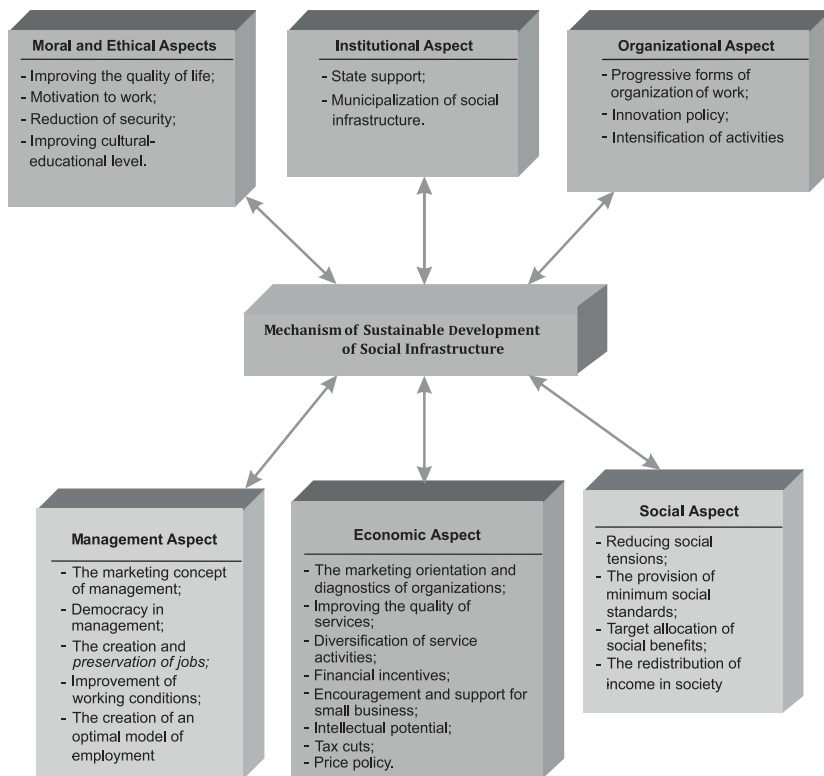 Moral and Ethical Aspects
- Improving the quality of life;
- Motivation to work;
- Reduction of security;
- Improving cultural-
educational level.
Institutional Aspect
- State support;
- Municipalization of social
infrastructure.
Organizational Aspect
- Progressive forms of
organization of work;
- Innovation policy;
- Intensification of activities
Mechanism of Sustainable Development
of Social Infrastructure
Management Aspect
- The marketing concept
of management;
- Democracy in
management;
- The creation and
preservation of jobs;
- Improvement of
working conditions;
- The creation of an
optimal model of
employment
Economic Aspect
- The marketing orientation and
diagnostics of organizations;
- Improving the quality of
services;
- Diversification of service
activities;
- Financial incentives;
- Encouragement and support for
small business;
- Intellectual potential;
- Tax cuts;
- Price policy.
Social Aspect
- Reducing social
tensions;
- The provision of
minimum social
standards;
- Target allocation of
social benefits;
- The redistribution of
income in society